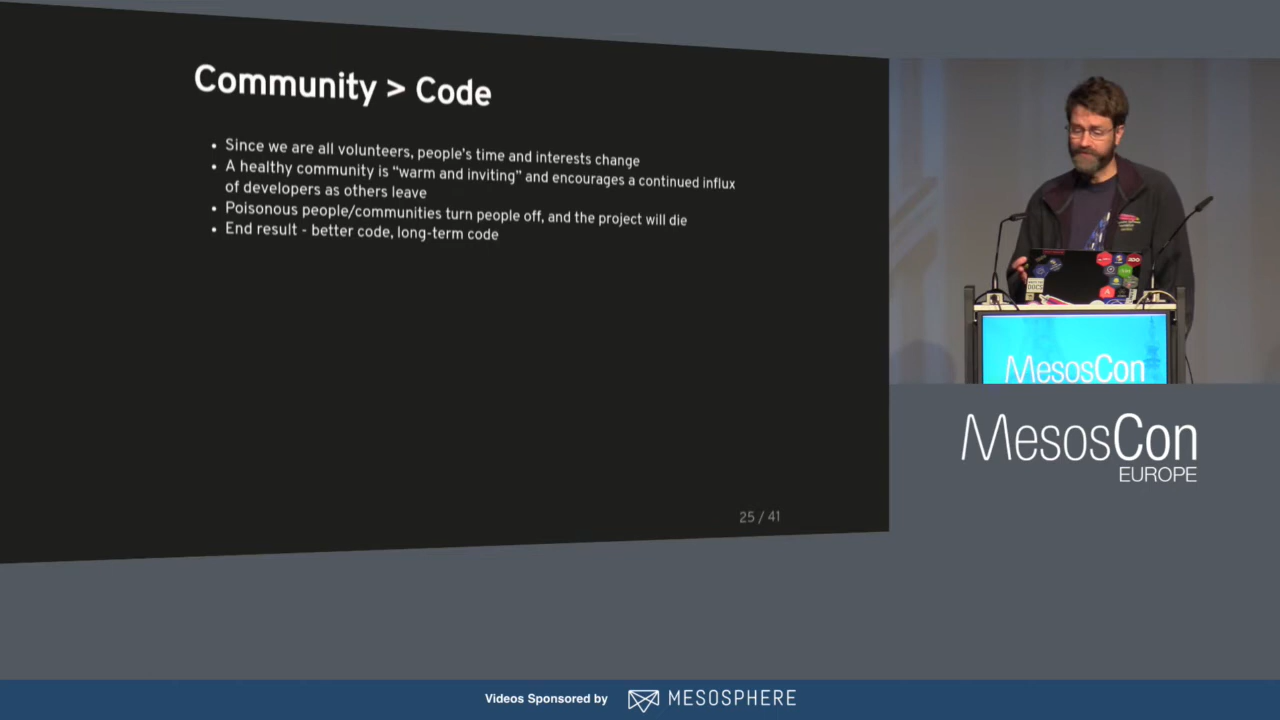 Community > Code
• Since we are all volunteers, people's time and interests change
• A healthy community is “warm and inviting” and encourages a continued influx
of developers as others leave
• Poisonous people/communities turn people off, and the project will die
• End result - better code, long-term code
25 / 41
DOCS
MesosCon
MesosCon
EUROPE
Videos Sponsored by MESOSPHERE